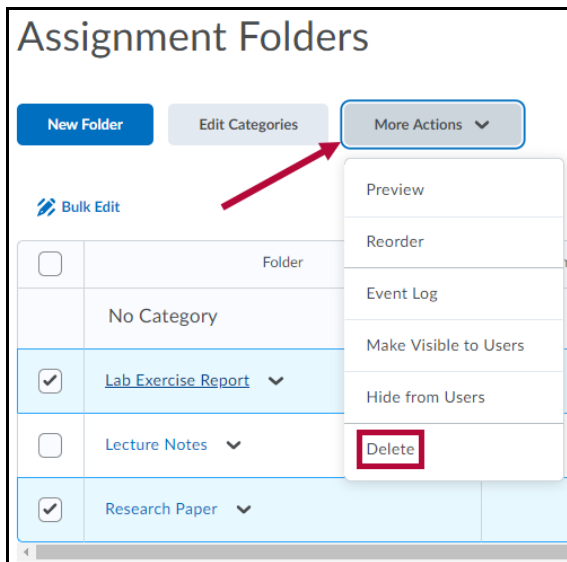 Assignment Folders
New Folder
Edit Categories
More Actions
Preview
Reorder
Event Log
Make Visible to Users
Hide from Users
Delete
Bulk Edit
Folder
No Category
Lab Exercise Report
Lecture Notes
Research Paper